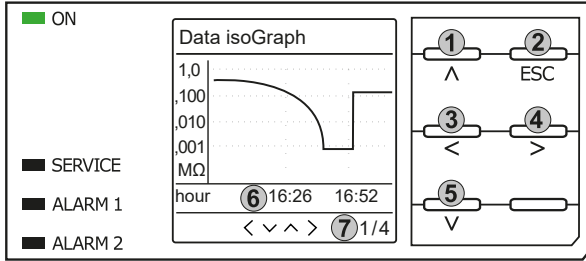 ON
SERVICE
ALARM 1
ALARM 2
Data isoGraph
1,0
,100
,010
,001
MΩ
hour 6 16:26 16:52
< ∨ ∧ > 7 1/4
1 2
∧ ESC
3 4
< >
5
∨